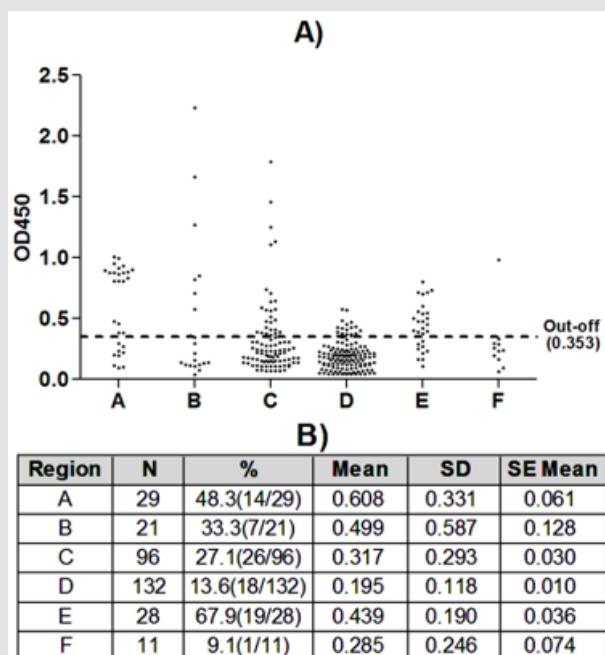 A)
2.5
2.0
1.5
1.0
0.5
0.0
OD450
Out-off
(0.353)
A B C D E F
B)
Region N % Mean SD SE Mean
A 29 48.3(14/29) 0.608 0.331 0.061
B 21 33.3(7/21) 0.499 0.587 0.128
C 96 27.1(26/96) 0.317 0.293 0.030
D 132 13.6(18/132) 0.195 0.118 0.010
E 28 67.9(19/28) 0.439 0.190 0.036
F 11 9.1(1/11) 0.285 0.246 0.074